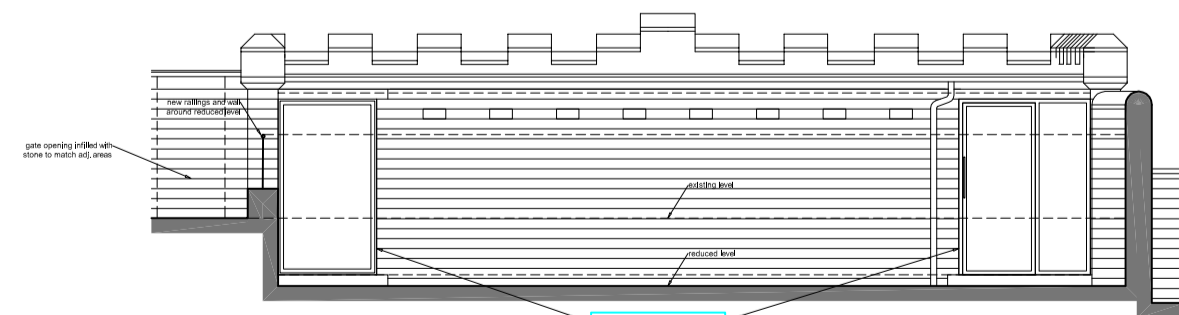 new railings and wall
around reduced level
gate opening infilled with
stone to match adj, areas
existing level
reduced level